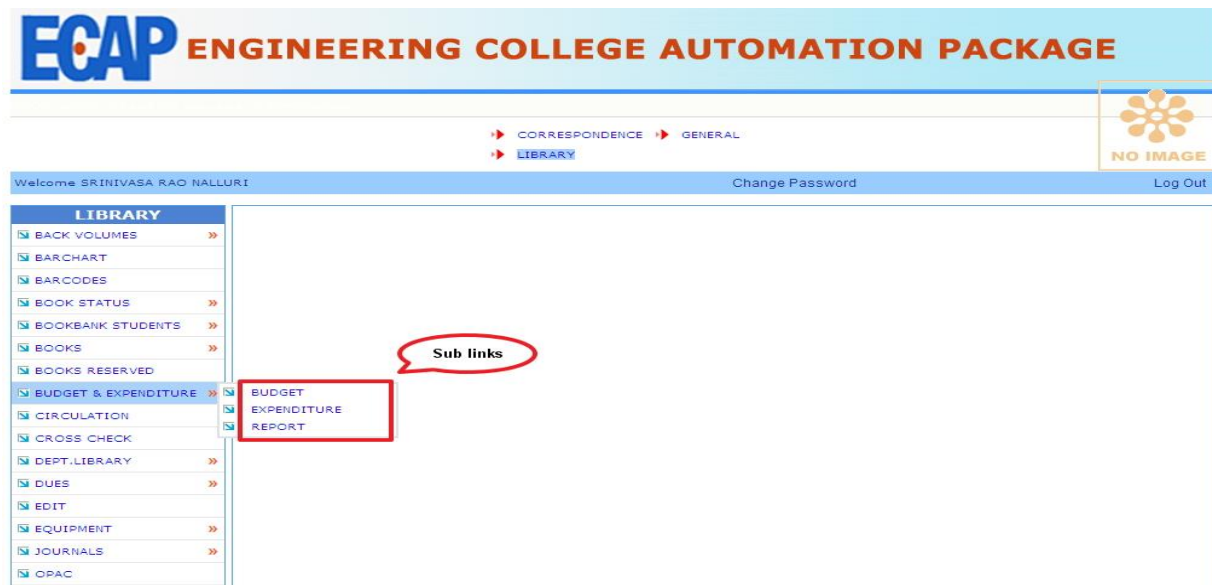 ECAP ENGINEERING COLLEGE AUTOMATION PACKAGE
CORRESPONDENCE GENERAL
LIBRARY
NO IMAGE
Welcome SRINIVASA RAO NALLURI Change Password Log Out
LIBRARY
BACK VOLUMES
BARCHART
BARCODES
BOOK STATUS
BOOKBANK STUDENTS
BOOKS
BOOKS RESERVED
BUDGET & EXPENDITURE
CIRCULATION
CROSS CHECK
DEPT.LIBRARY
DUES
EDIT
EQUIPMENT
JOURNALS
OPAC
Sub links
BUDGET
EXPENDITURE
REPORT